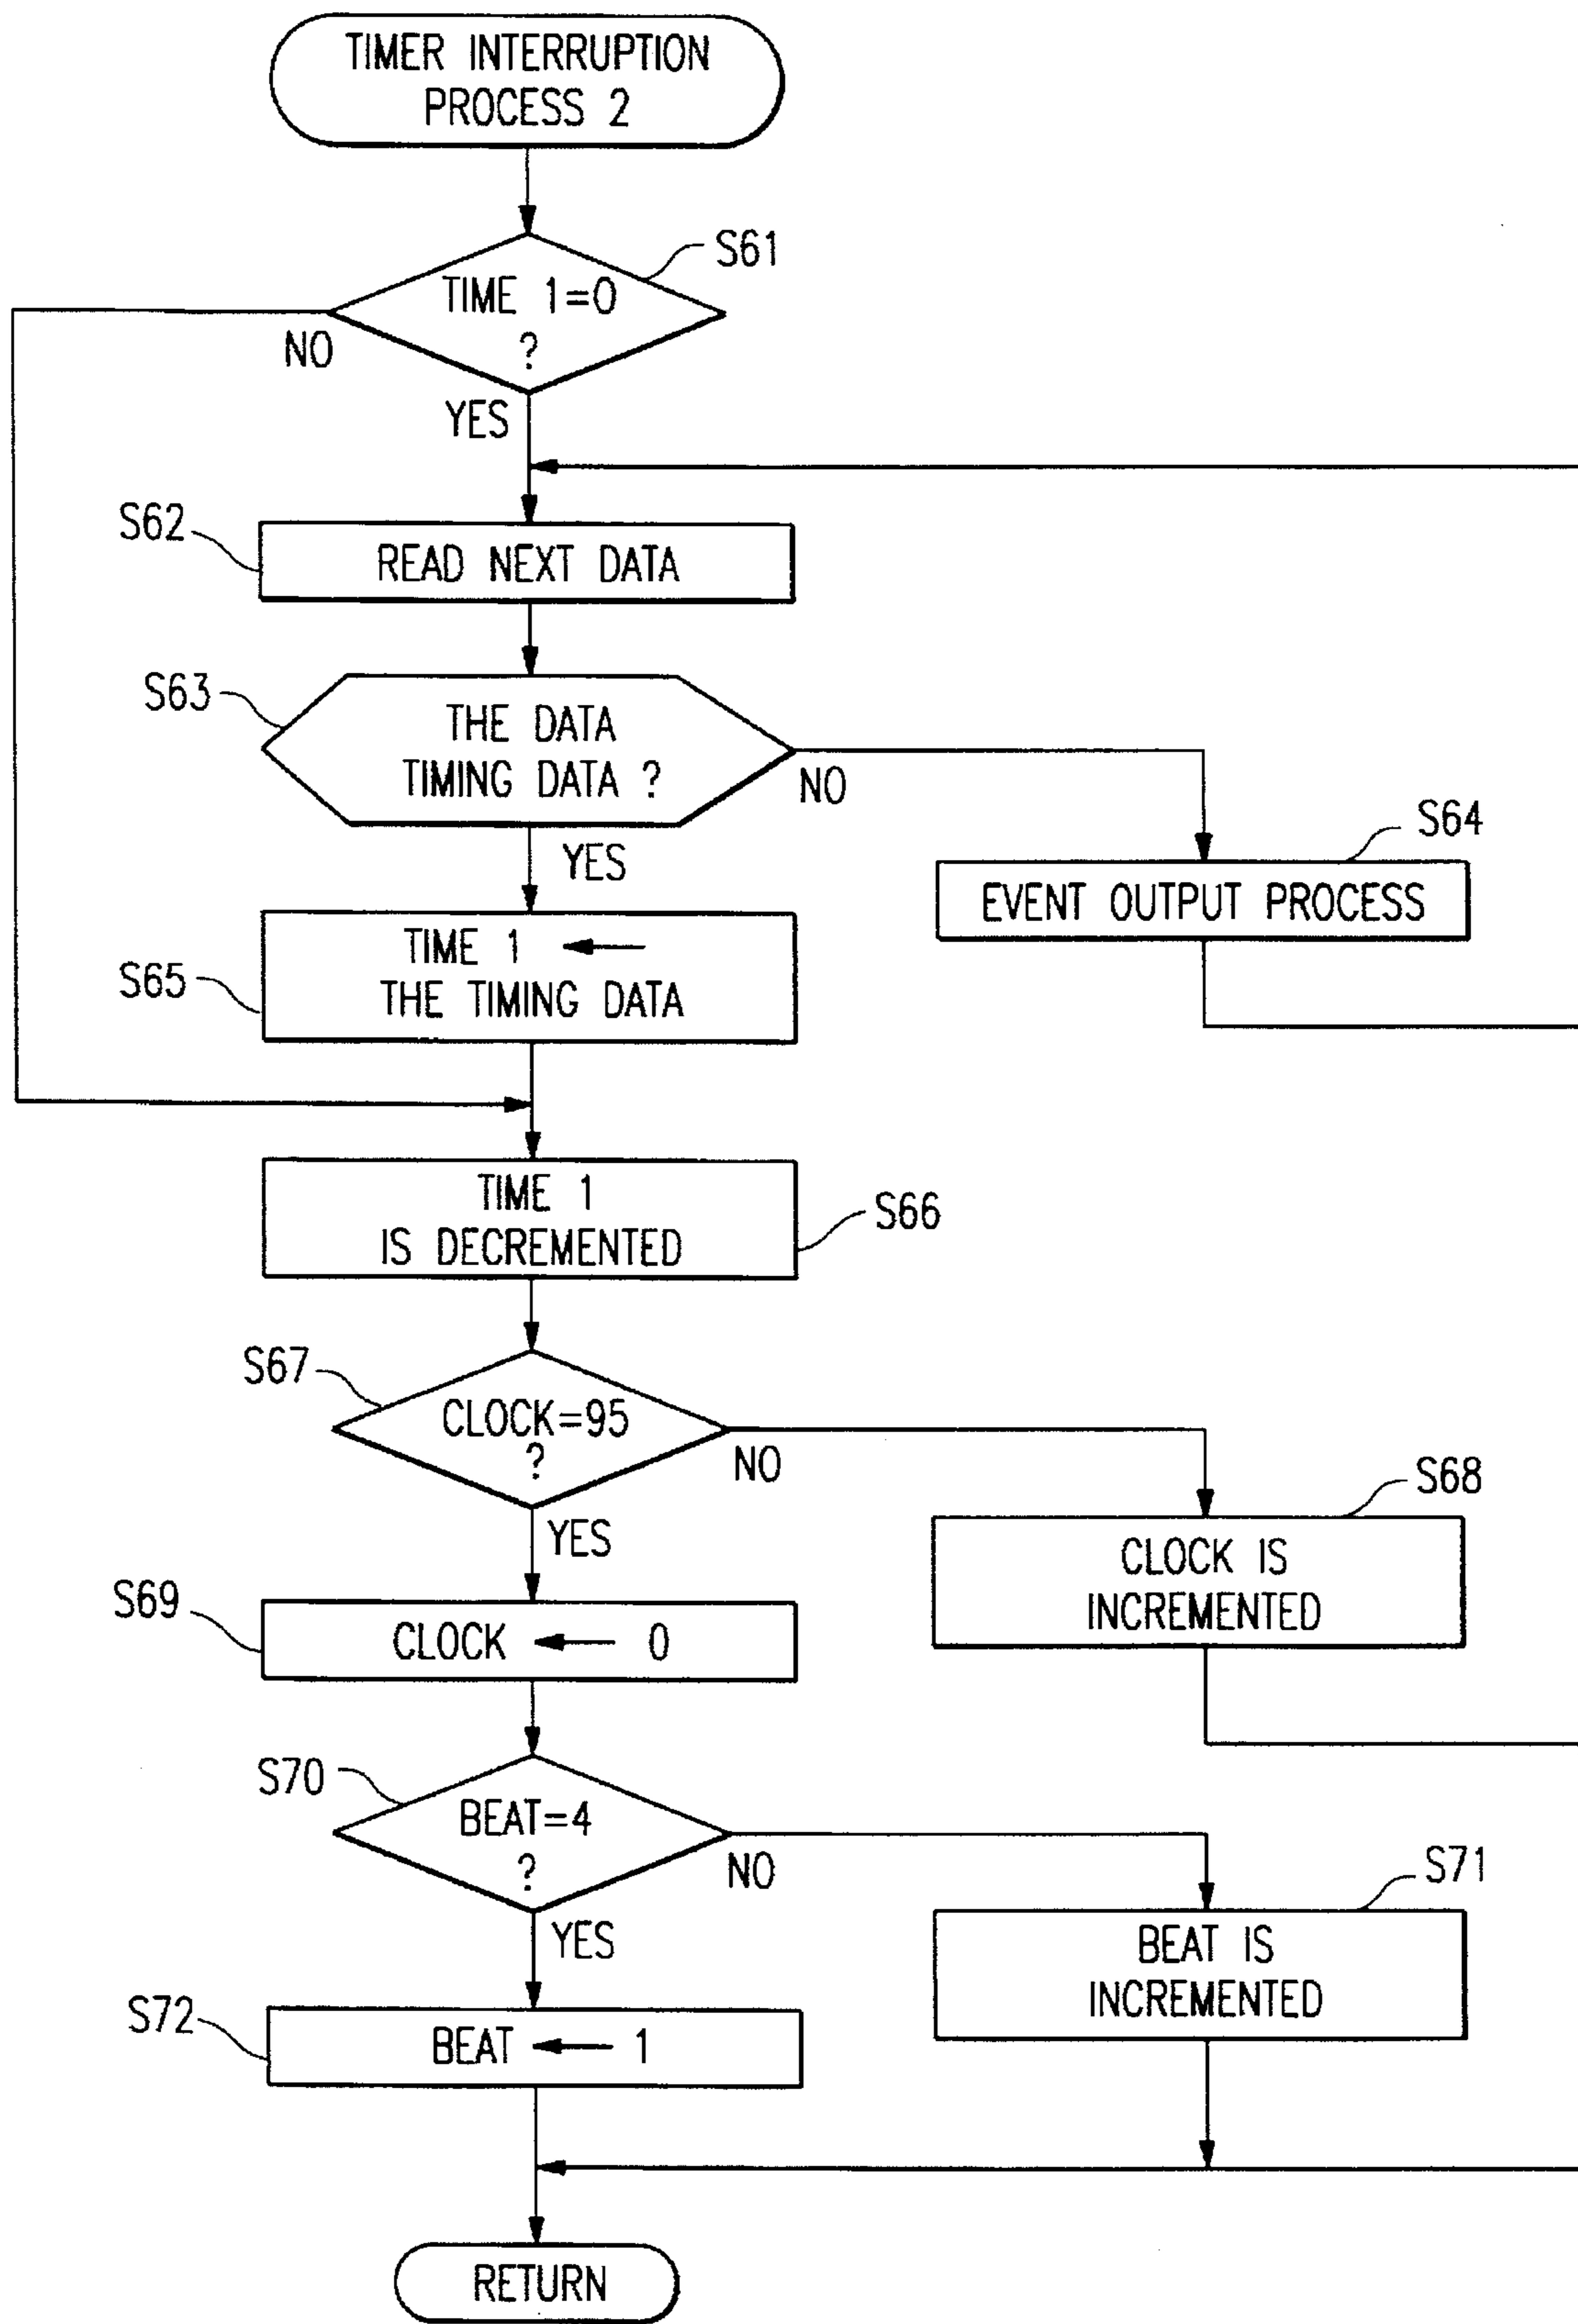 TIMER INTERRUPTION
PROCESS 2
S61
TIME 1=0
?
NO
YES
S62
READ NEXT DATA
S63
THE DATA
TIMING DATA ?
NO
YES
S64
EVENT OUTPUT PROCESS
S65
TIME 1 ←
THE TIMING DATA
TIME 1
IS DECREMENTED
S66
S67
CLOCK=95
?
NO
YES
S68
CLOCK IS
INCREMENTED
S69
CLOCK ← 0
S70
BEAT=4
?
NO
YES
S71
BEAT IS
INCREMENTED
S72
BEAT ← 1
RETURN